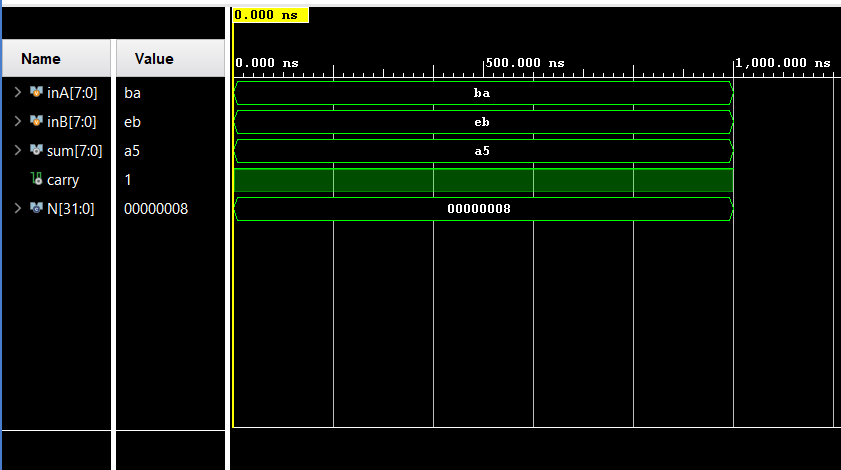 0.000 ns
Name Value
0.000 ns 500.000 ns 1,000.000 ns
inA[7:0] ba ba
inB[7:0] eb eb
sum[7:0] a5 a5
carry 1
N[31:0] 00000008 00000008